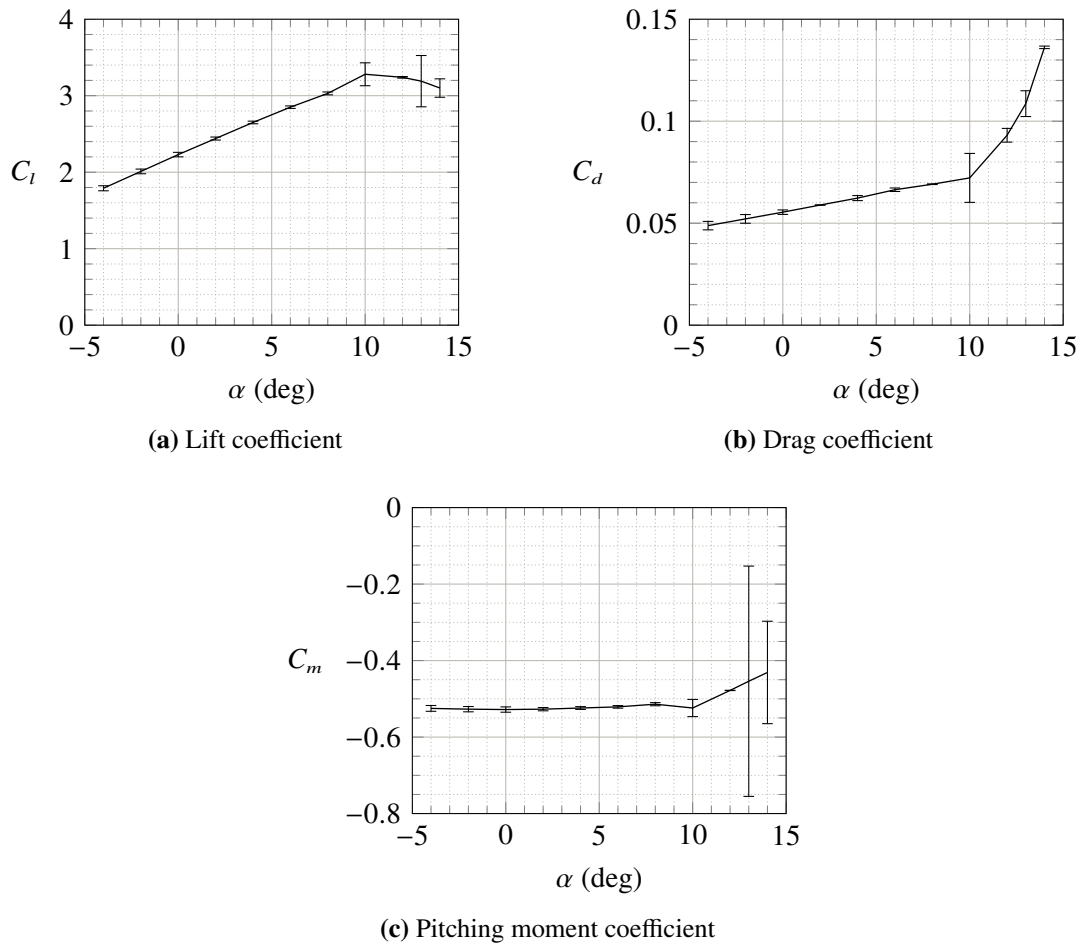 4
3
2
1
0
C_l
−5 0 5 10 15
α (deg)
(a) Lift coefficient
0.15
0.1
0.05
0
C_d
−5 0 5 10 15
α (deg)
(b) Drag coefficient
0
−0.2
−0.4
−0.6
−0.8
C_m
−5 0 5 10 15
α (deg)
(c) Pitching moment coefficient